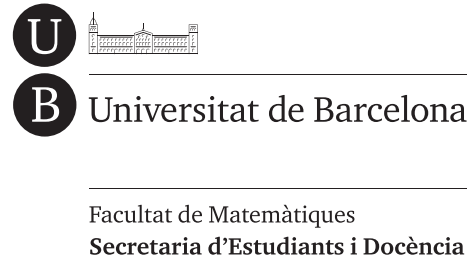 U
B
Universitat de Barcelona
Facultat de Matemàtiques
Secretaria d'Estudiants i Docència